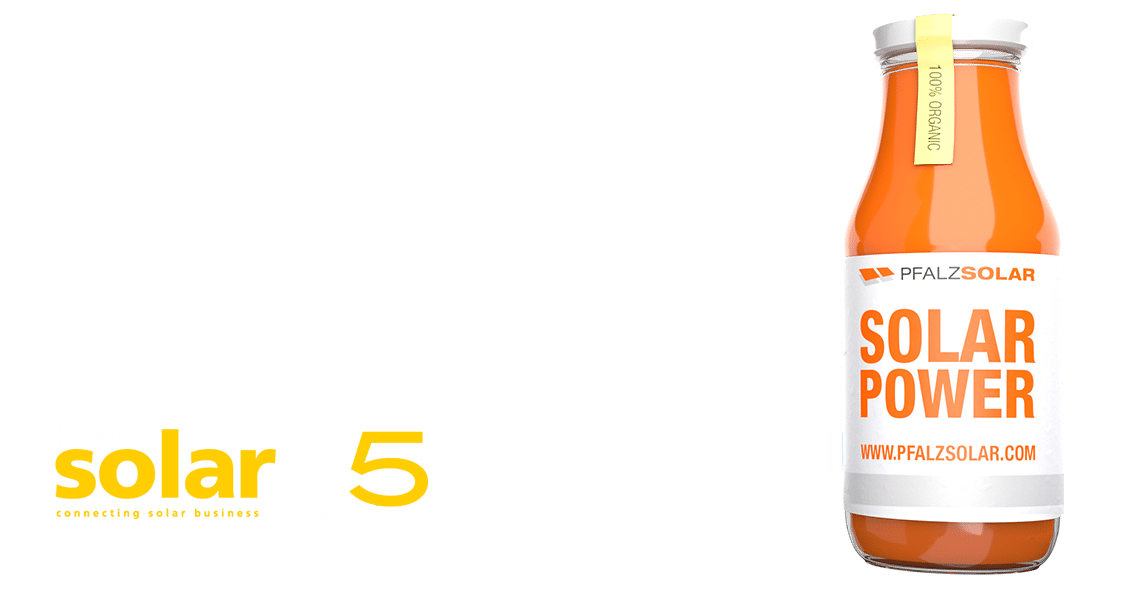 100% ORGANIC
PFALZSOLAR
SOLAR
POWER
WWW.PFALZSOLAR.COM
solar 5
connecting solar business